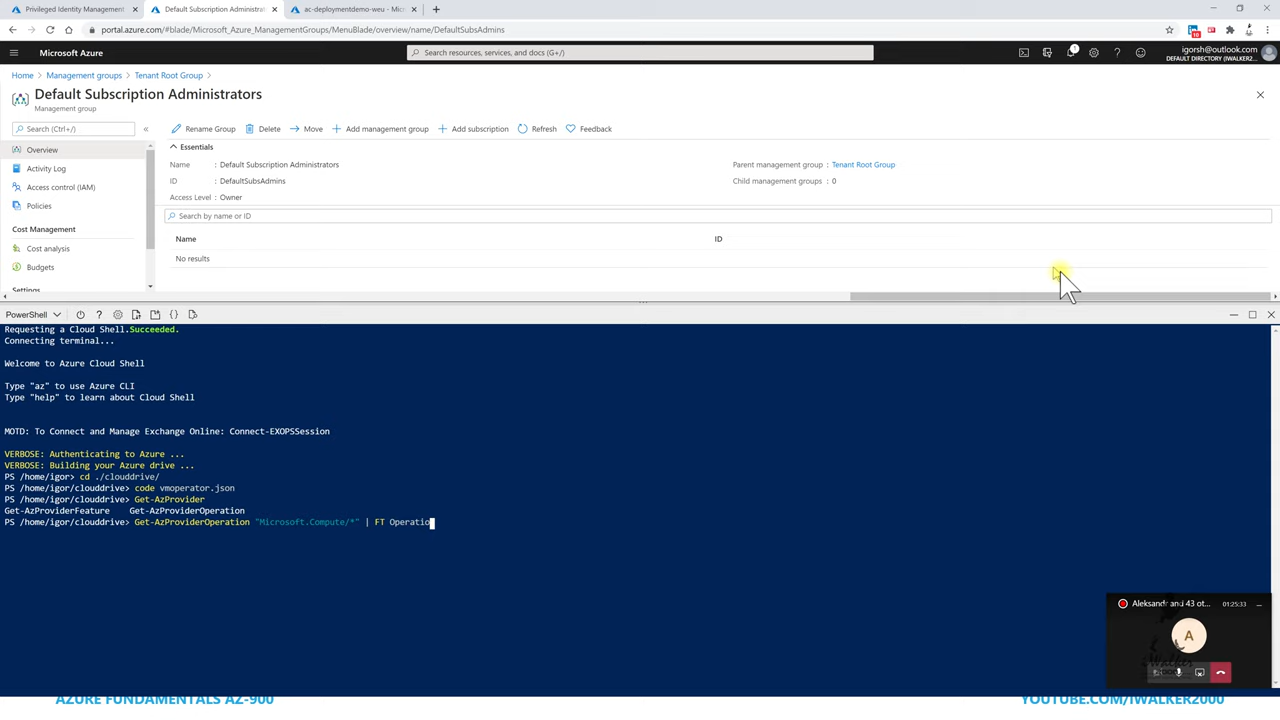 Privileged Identity Management
Default Subscription Administrat
ac-deploymentdemo-weu - Micr
portal.azure.com/#blade/Microsoft_Azure_ManagementGroups/MenuBlade/overview/name/DefaultSubsAdmins
Microsoft Azure
Search resources, services, and docs (G+/)
igorsh@outlook.com
DEFAULT DIRECTORY (IWALKER2...
Home > Management groups > Tenant Root Group >
Default Subscription Administrators
Management group
Search (Ctrl+/)
Rename Group Delete Move Add management group Add subscription Refresh Feedback
Overview
Activity Log
Access control (IAM)
Policies
Cost Management
Cost analysis
Budgets
Settings
Essentials
Name : Default Subscription Administrators
Parent management group : Tenant Root Group
ID : DefaultSubsAdmins
Child management groups : 0
Access Level : Owner
Search by name or ID
Name ID
No results
PowerShell
Requesting a Cloud Shell.Succeeded.
Connecting terminal...
Welcome to Azure Cloud Shell
Type "az" to use Azure CLI
Type "help" to learn about Cloud Shell
MOTD: To Connect and Manage Exchange Online: Connect-EXOPSSession
VERBOSE: Authenticating to Azure ...
VERBOSE: Building your Azure drive ...
PS /home/igor> cd ./clouddrive/
PS /home/igor/clouddrive> code vmoperator.json
PS /home/igor/clouddrive> Get-AzProvider
Get-AzProviderFeature Get-AzProviderOperation
PS /home/igor/clouddrive> Get-AzProviderOperation "Microsoft.Compute/*" | FT Operatio
Aleksandr and 43 ot...
01:25:33
A
AZURE FUNDAMENTALS AZ-900
YOUTUBE.COM/IWALKER2000